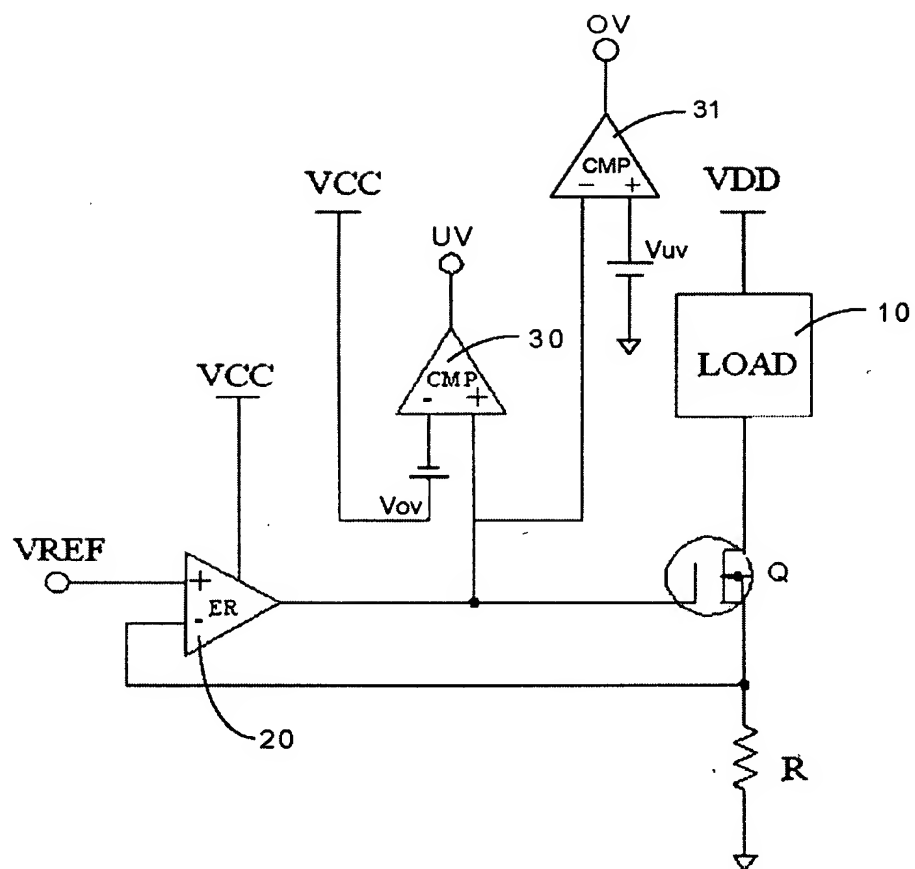 OV
31
CMP
- +
VCC
VDD
UV
Vuv
10
30
LOAD
CMP
- +
VCC
Vov
VREF
+
ER
-
Q
20
R